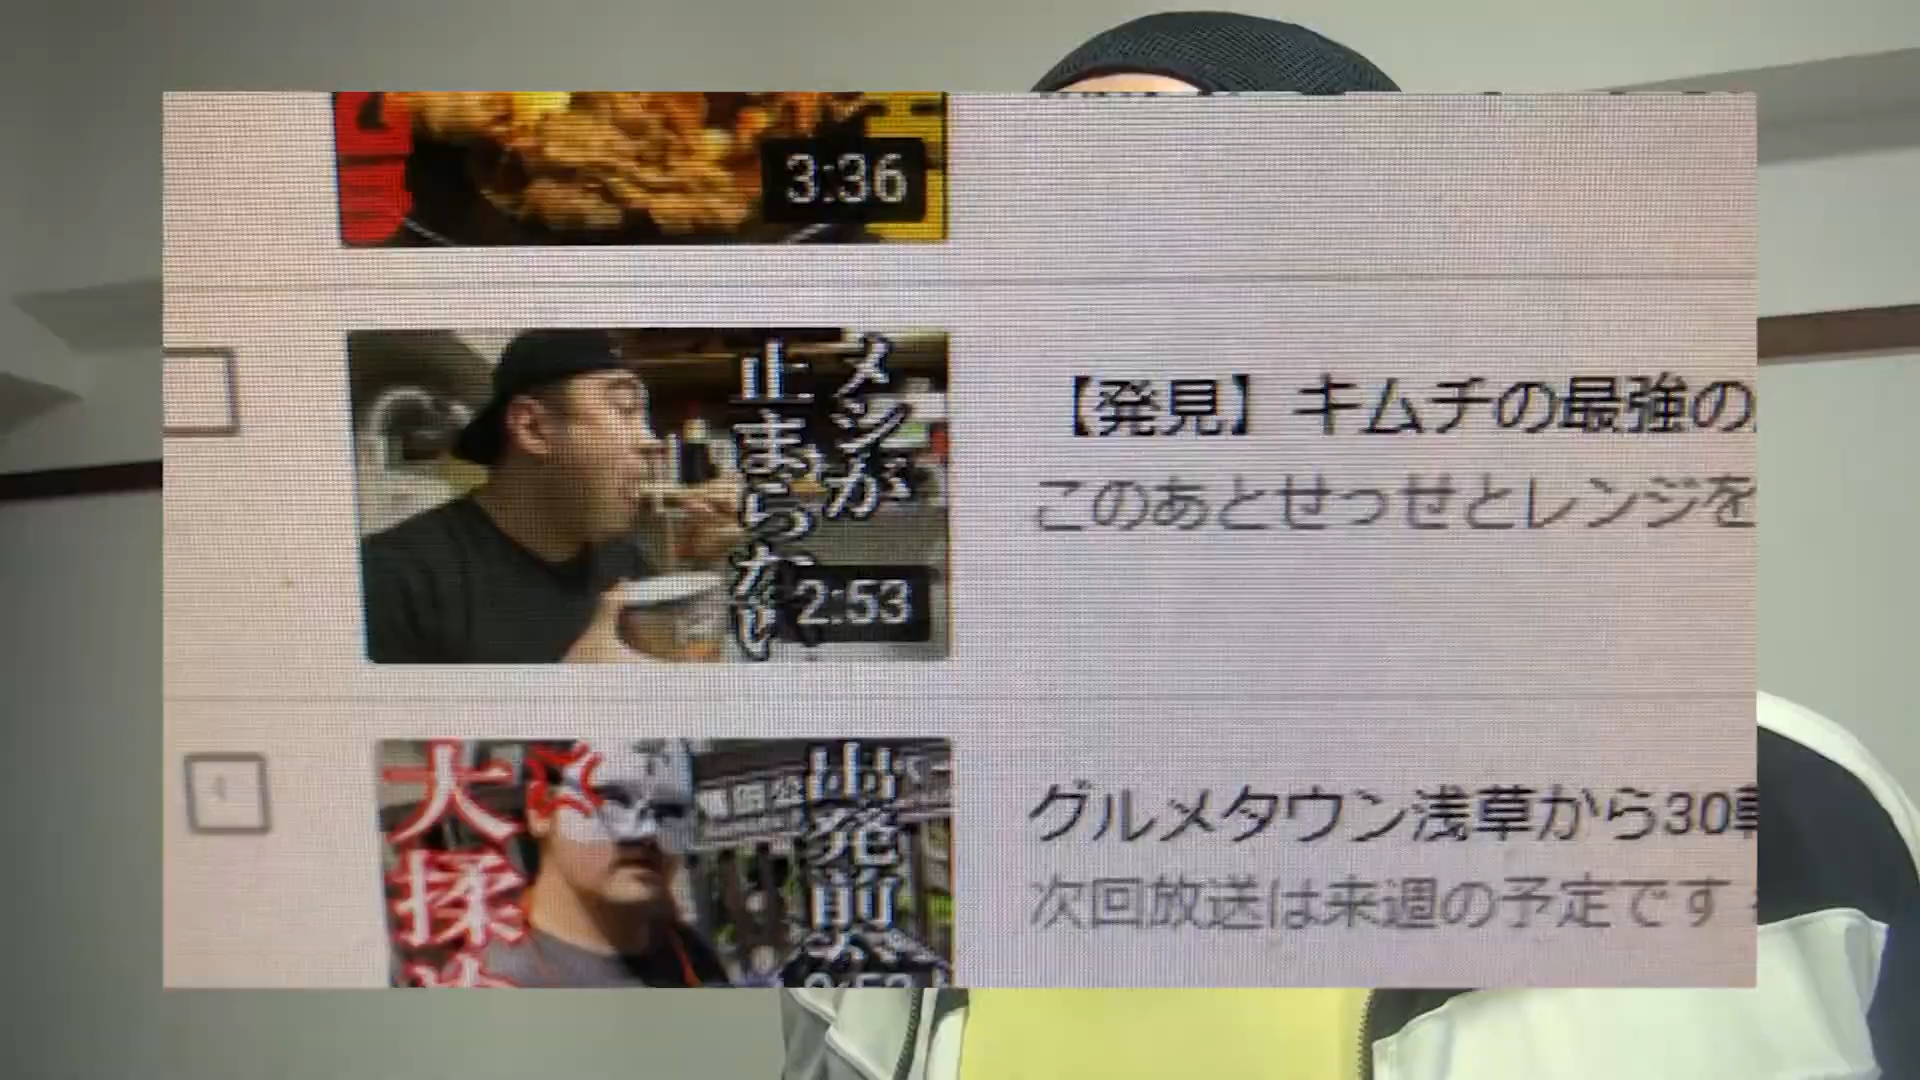 3:36
メシが
止まらない
2:53
【発見】キムチの最強の
このあとせっせとレンジを
大揉
出発前
グルメタウン浅草から30
次回放送は来週の予定です